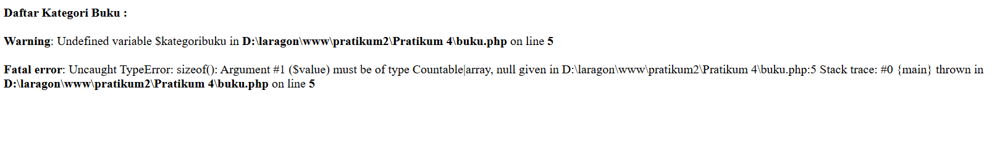 Daftar Kategori Buku :
Warning: Undefined variable $kategoribuku in D:\laragon\www\pratikum2\Pratikum 4\buku.php on line 5
Fatal error: Uncaught TypeError: sizeof(): Argument #1 ($value) must be of type Countable|array, null given in D:\laragon\www\pratikum2\Pratikum 4\buku.php:5 Stack trace: #0 {main} thrown in
D:\laragon\www\pratikum2\Pratikum 4\buku.php on line 5